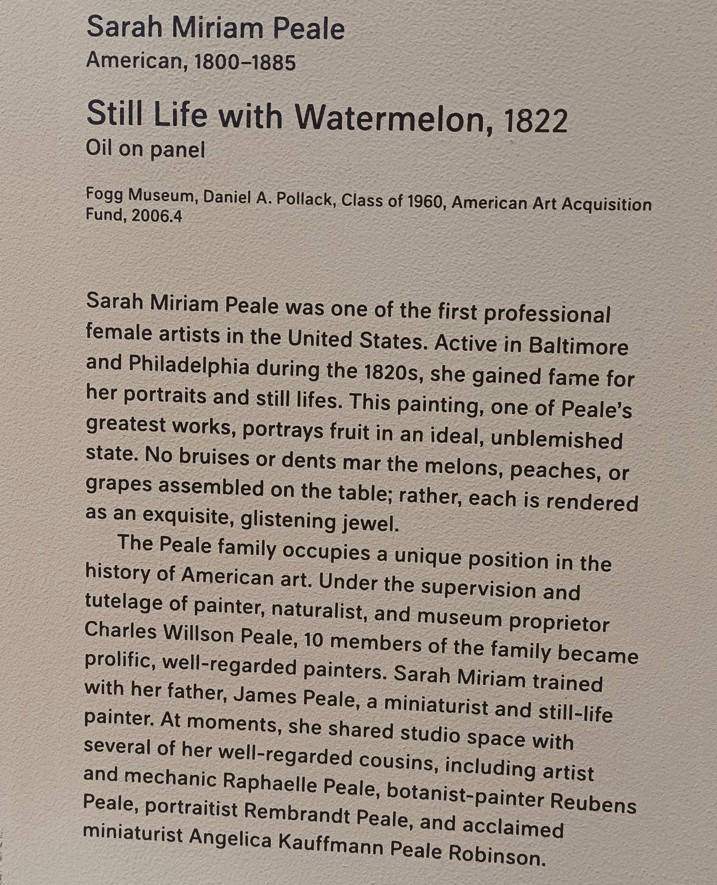 Sarah Miriam Peale
American, 1800–1885
Still Life with Watermelon, 1822
Oil on panel
Fogg Museum, Daniel A. Pollack, Class of 1960, American Art Acquisition
Fund, 2006.4
Sarah Miriam Peale was one of the first professional
female artists in the United States. Active in Baltimore
and Philadelphia during the 1820s, she gained fame for
her portraits and still lifes. This painting, one of Peale’s
greatest works, portrays fruit in an ideal, unblemished
state. No bruises or dents mar the melons, peaches, or
grapes assembled on the table; rather, each is rendered
as an exquisite, glistening jewel.
The Peale family occupies a unique position in the
history of American art. Under the supervision and
tutelage of painter, naturalist, and museum proprietor
Charles Willson Peale, 10 members of the family became
prolific, well-regarded painters. Sarah Miriam trained
with her father, James Peale, a miniaturist and still-life
painter. At moments, she shared studio space with
several of her well-regarded cousins, including artist
and mechanic Raphaelle Peale, botanist-painter Reubens
Peale, portraitist Rembrandt Peale, and acclaimed
miniaturist Angelica Kauffmann Peale Robinson.